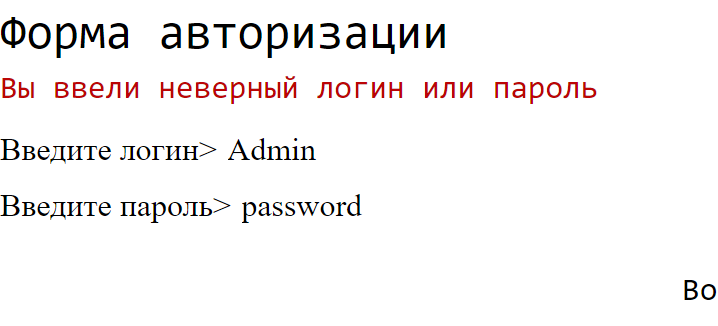 Форма авторизации
Вы ввели неверный логин или пароль
Введите логин> Admin
Введите пароль> password
Во